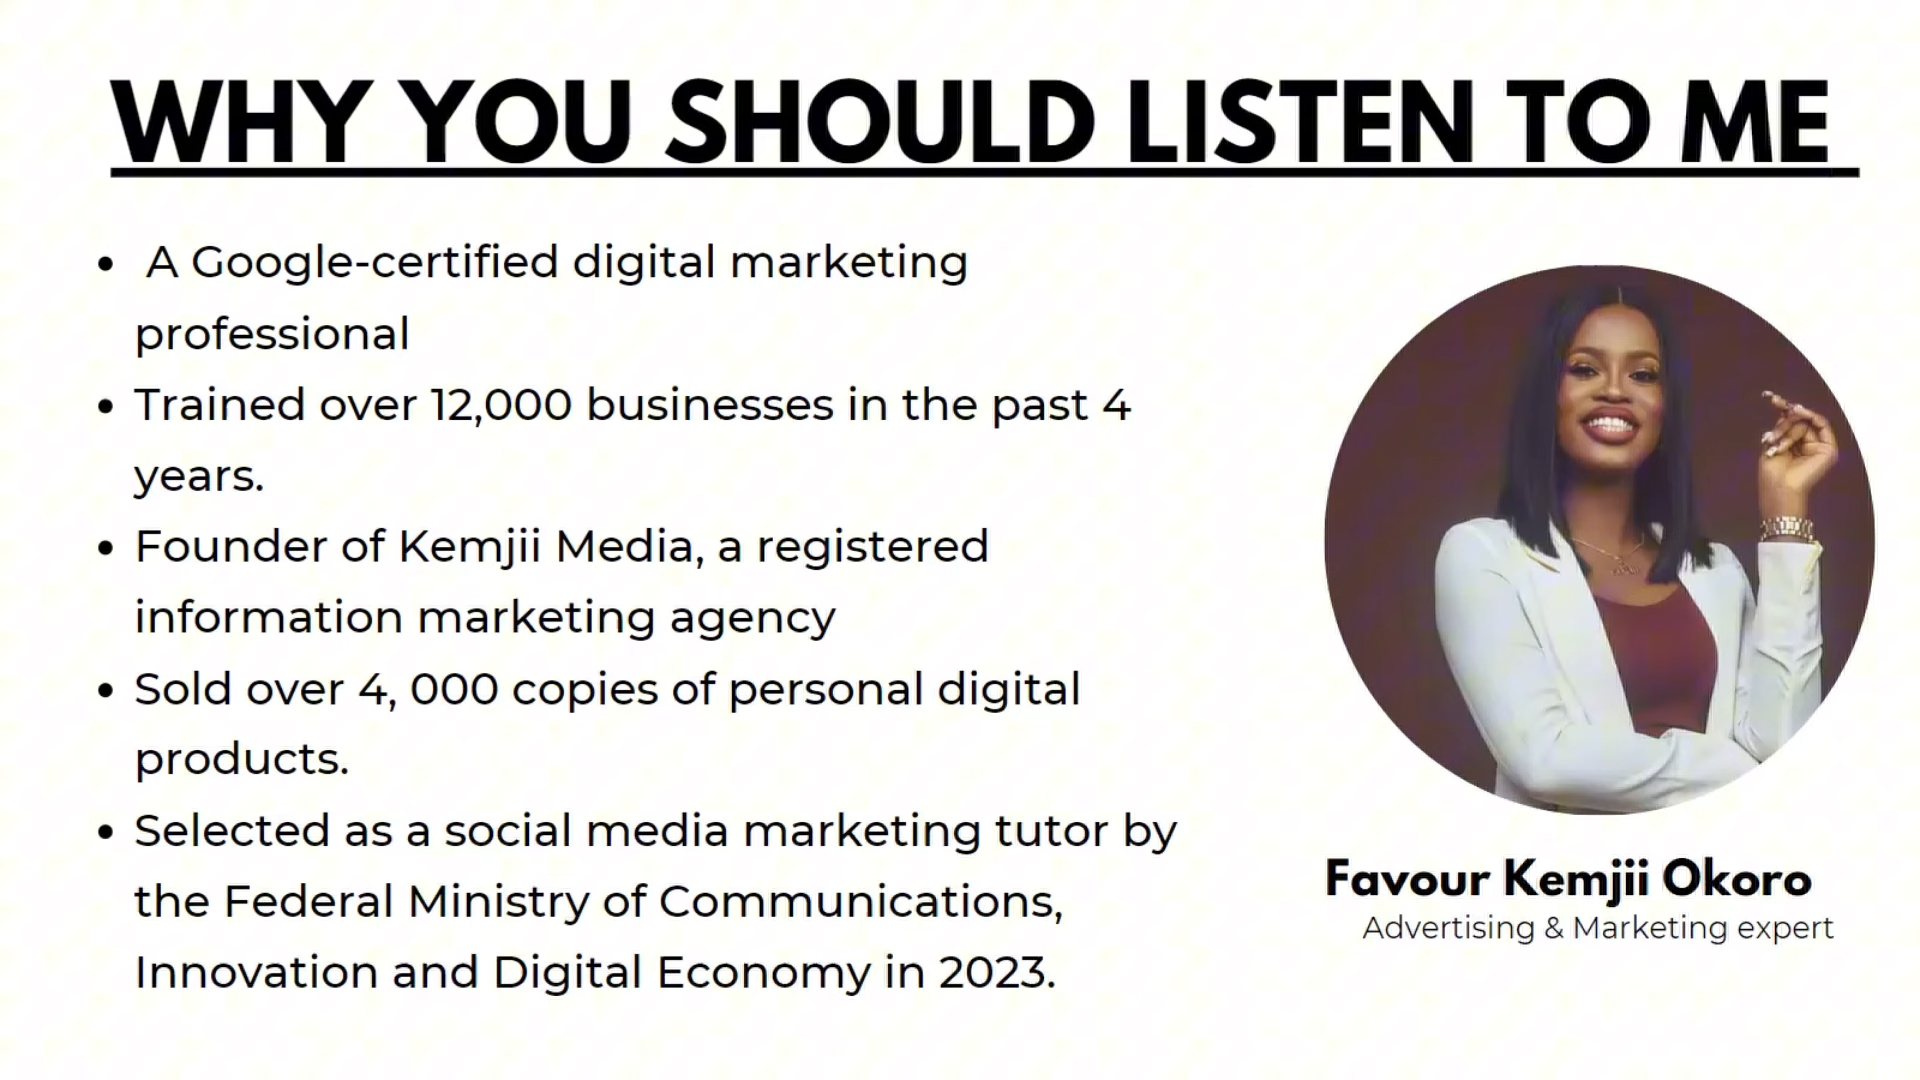 WHY YOU SHOULD LISTEN TO ME
• A Google-certified digital marketing
professional
• Trained over 12,000 businesses in the past 4
years.
• Founder of Kemjii Media, a registered
information marketing agency
• Sold over 4, 000 copies of personal digital
products.
• Selected as a social media marketing tutor by
the Federal Ministry of Communications,
Innovation and Digital Economy in 2023.
Favour Kemjii Okoro
Advertising & Marketing expert